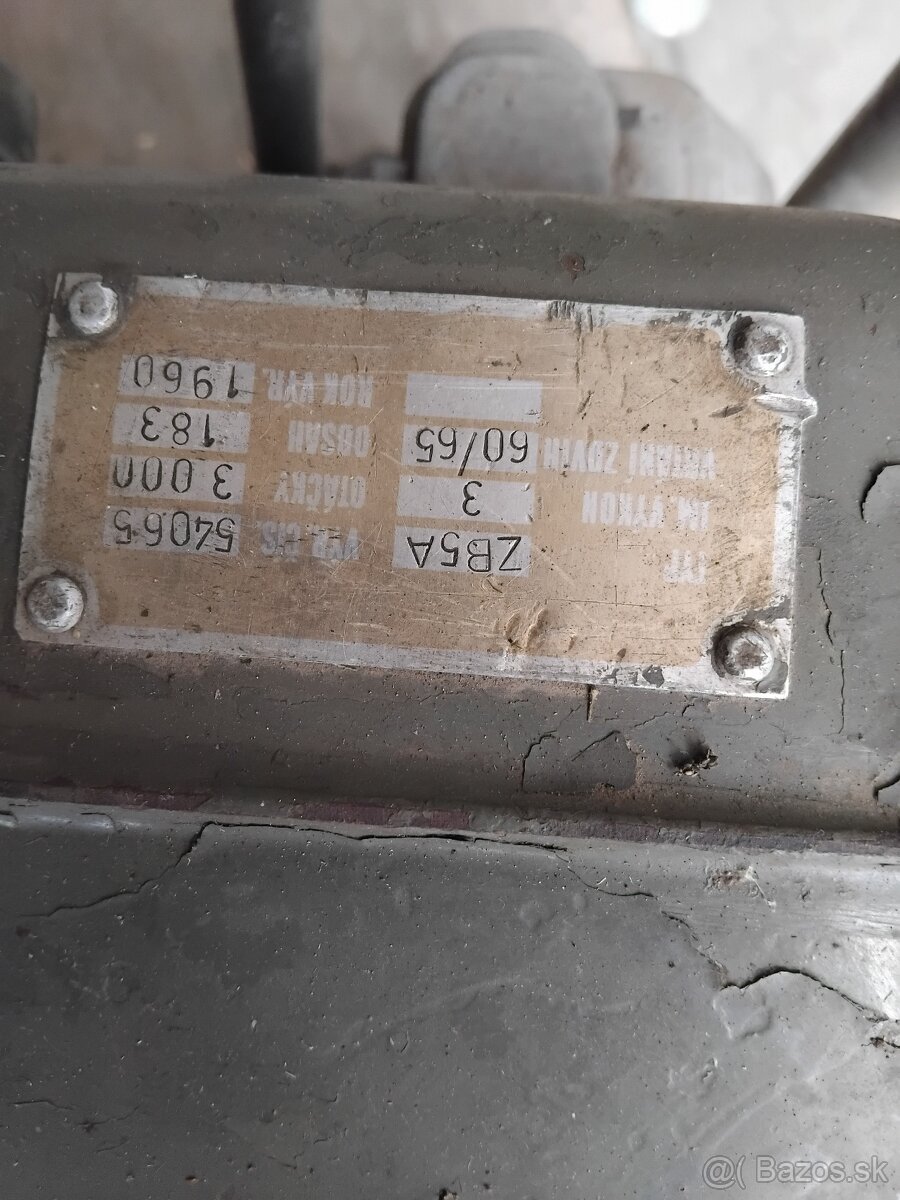 TYP ZB5A VÝR. ČÍS. 54065
JM. VÝKON 3 OTÁČKY 3 000
VRTÁNÍ ZDVIH 60/65 OBSAH 183
ROK VÝR. 1960
@( Bazos.sk